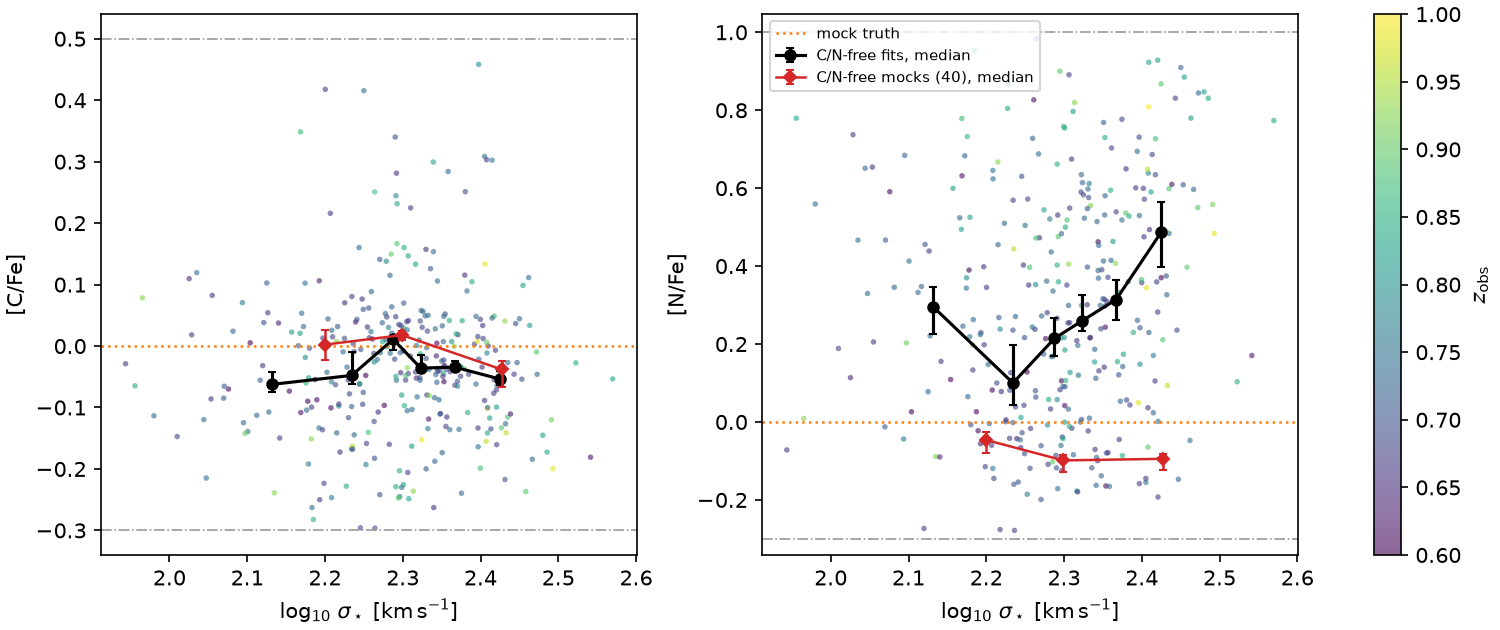 0.5
0.4
0.3
0.2
0.1
0.0
−0.1
−0.2
−0.3
[C/Fe]
2.0 2.1 2.2 2.3 2.4 2.5 2.6
log₁₀ σ⋆ [km s⁻¹]
mock truth
C/N-free fits, median
C/N-free mocks (40), median
1.0
0.8
0.6
0.4
0.2
0.0
−0.2
[N/Fe]
2.0 2.1 2.2 2.3 2.4 2.5 2.6
log₁₀ σ⋆ [km s⁻¹]
1.00
0.95
0.90
0.85
0.80
0.75
0.70
0.65
0.60
z_obs